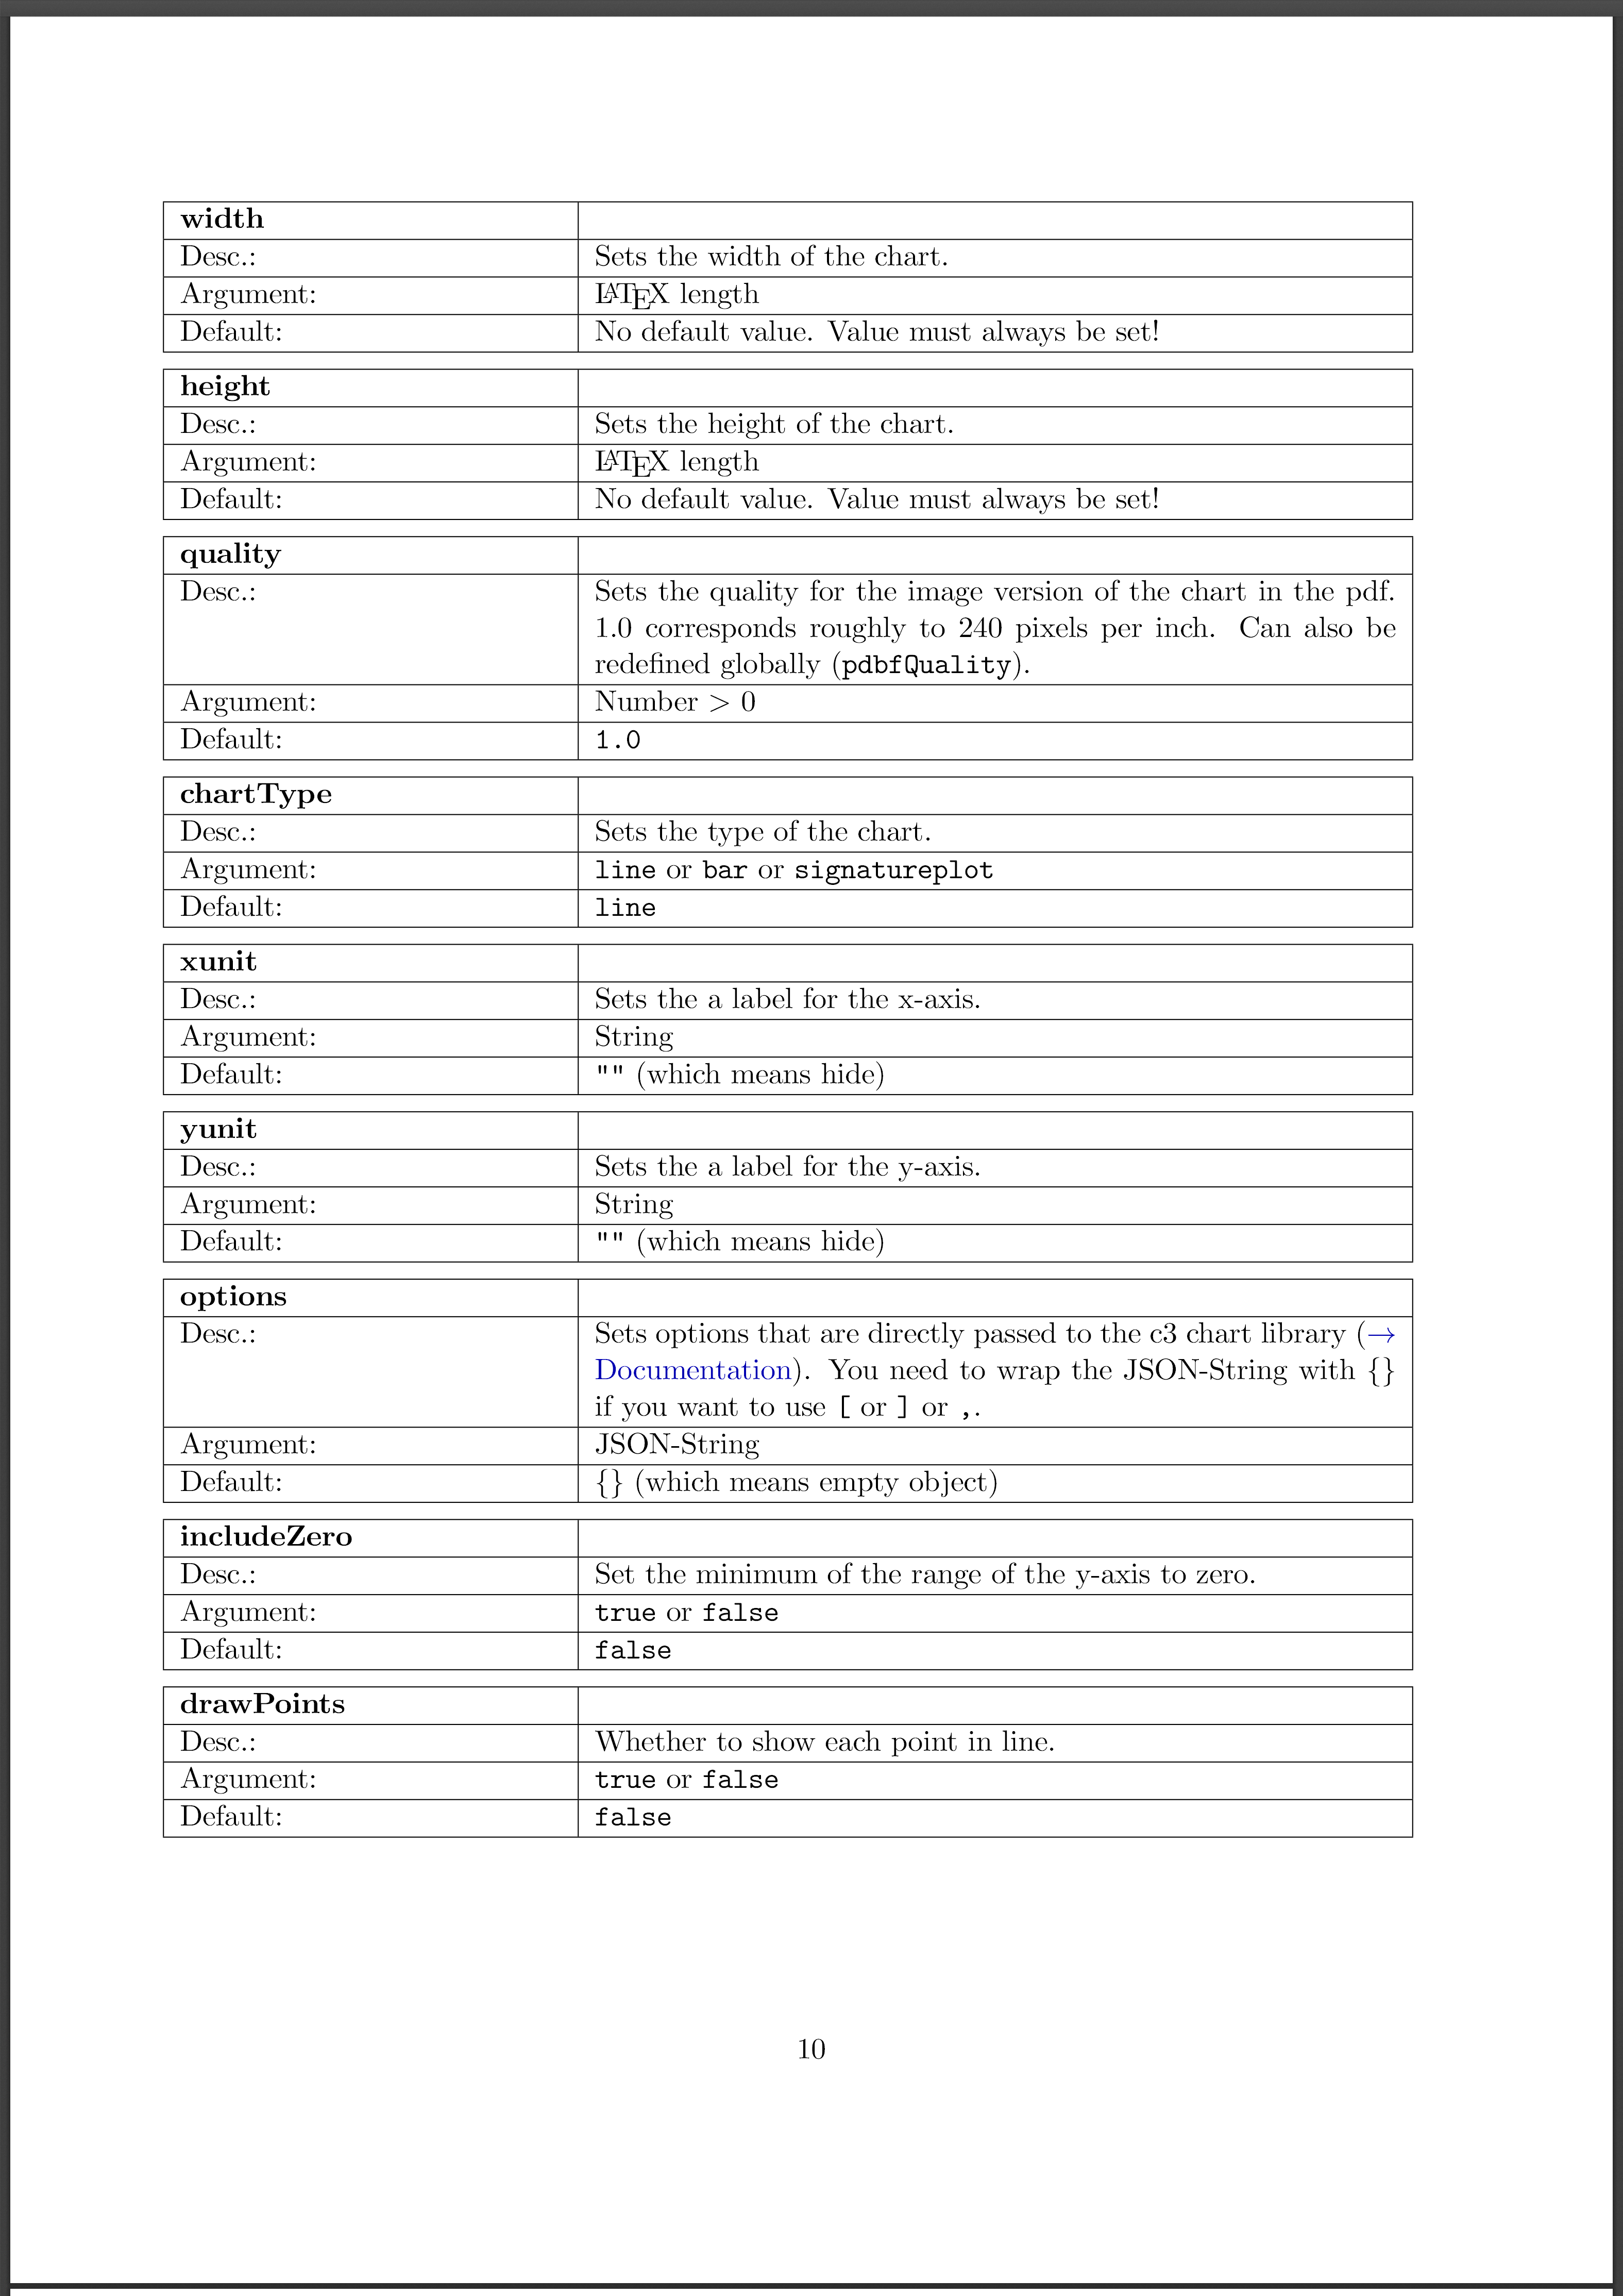 width
Desc.: Sets the width of the chart.
Argument: LATEX length
Default: No default value. Value must always be set!
height
Desc.: Sets the height of the chart.
Argument: LATEX length
Default: No default value. Value must always be set!
quality
Desc.: Sets the quality for the image version of the chart in the pdf.
1.0 corresponds roughly to 240 pixels per inch. Can also be
redefined globally (pdbfQuality).
Argument: Number > 0
Default: 1.0
chartType
Desc.: Sets the type of the chart.
Argument: line or bar or signatureplot
Default: line
xunit
Desc.: Sets the a label for the x-axis.
Argument: String
Default: "" (which means hide)
yunit
Desc.: Sets the a label for the y-axis.
Argument: String
Default: "" (which means hide)
options
Desc.: Sets options that are directly passed to the c3 chart library (→
Documentation). You need to wrap the JSON-String with {}
if you want to use [ or ] or ,.
Argument: JSON-String
Default: {} (which means empty object)
includeZero
Desc.: Set the minimum of the range of the y-axis to zero.
Argument: true or false
Default: false
drawPoints
Desc.: Whether to show each point in line.
Argument: true or false
Default: false
10